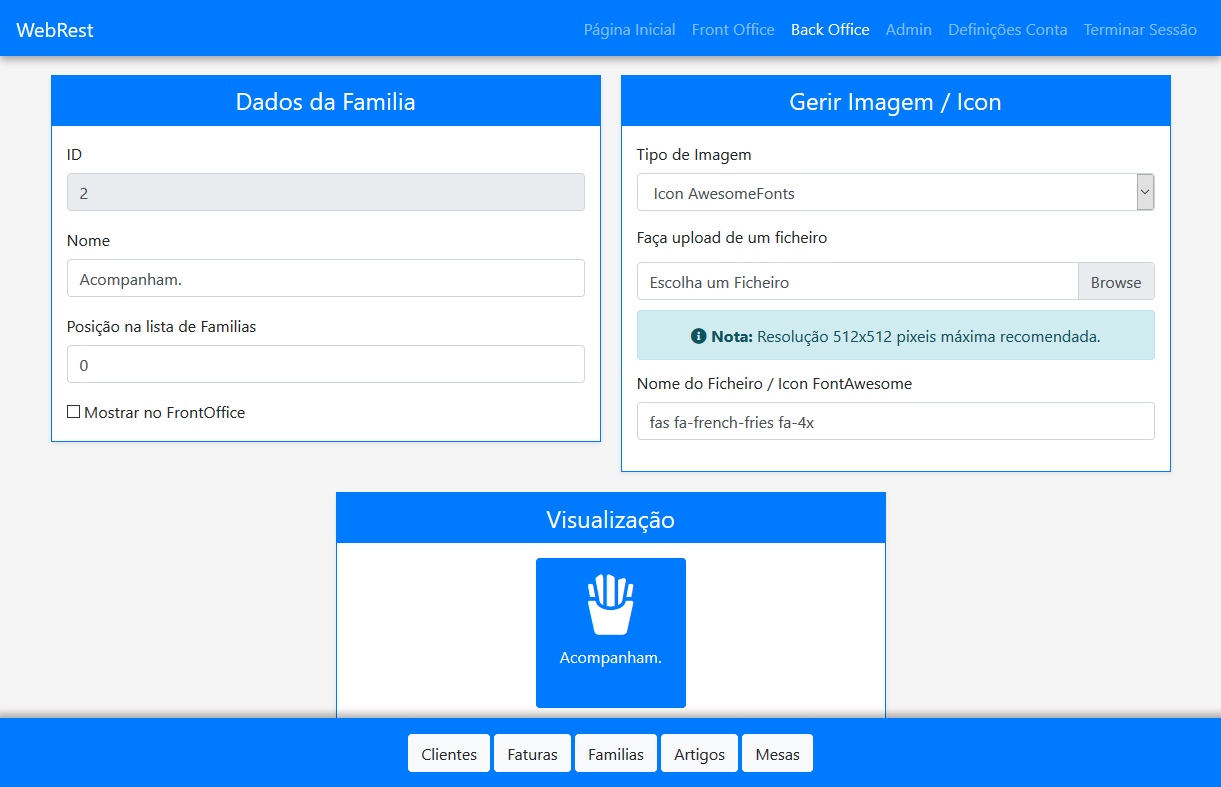 WebRest
Página Inicial Front Office Back Office Admin Definições Conta Terminar Sessão
Dados da Familia
ID
2
Nome
Acompanham.
Posição na lista de Familias
0
Mostrar no FrontOffice
Gerir Imagem / Icon
Tipo de Imagem
Icon AwesomeFonts
Faça upload de um ficheiro
Escolha um Ficheiro Browse
Nota: Resolução 512x512 pixeis máxima recomendada.
Nome do Ficheiro / Icon FontAwesome
fas fa-french-fries fa-4x
Visualização
Acompanham.
Clientes Faturas Familias Artigos Mesas